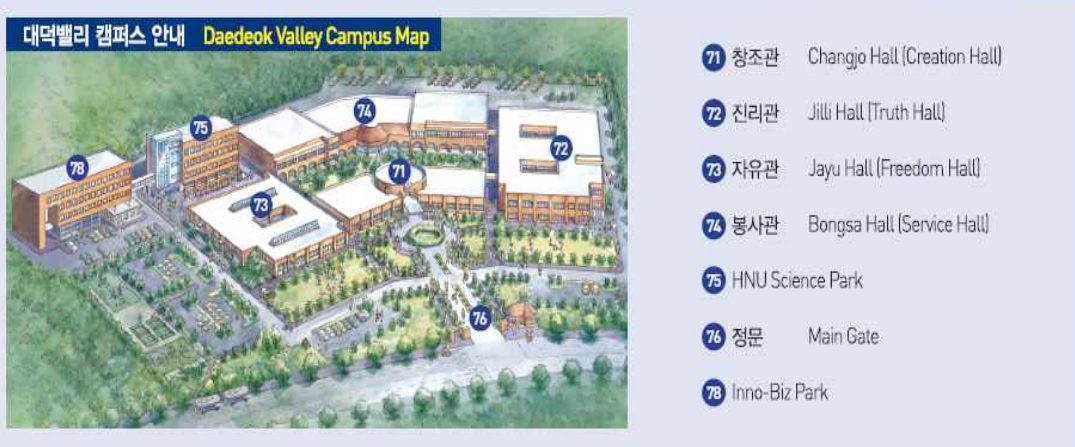 대덕밸리 캠퍼스 안내 Daedeok Valley Campus Map
78
75
74
72
71
73
76
71 창조관 Changjo Hall (Creation Hall)
72 진리관 Jilli Hall (Truth Hall)
73 자유관 Jayu Hall (Freedom Hall)
74 봉사관 Bongsa Hall (Service Hall)
75 HNU Science Park
76 정문 Main Gate
78 Inno-Biz Park